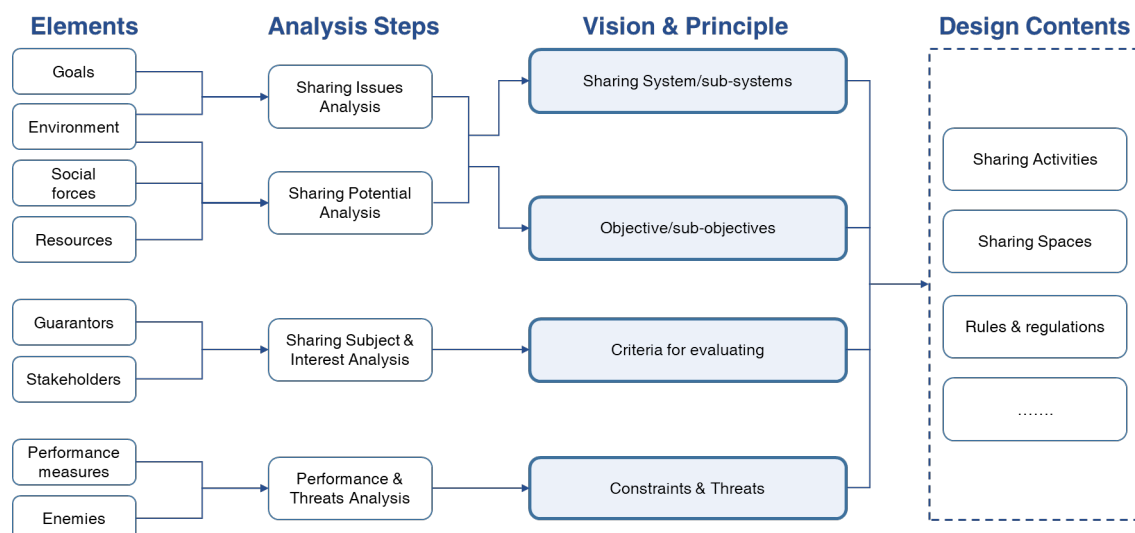 Elements
Analysis Steps
Vision & Principle
Design Contents
Goals
Environment
Social
forces
Resources
Guarantors
Stakeholders
Performance
measures
Enemies
Sharing Issues
Analysis
Sharing Potential
Analysis
Sharing Subject &
Interest Analysis
Performance &
Threats Analysis
Sharing System/sub-systems
Objective/sub-objectives
Criteria for evaluating
Constraints & Threats
Sharing Activities
Sharing Spaces
Rules & regulations
.......